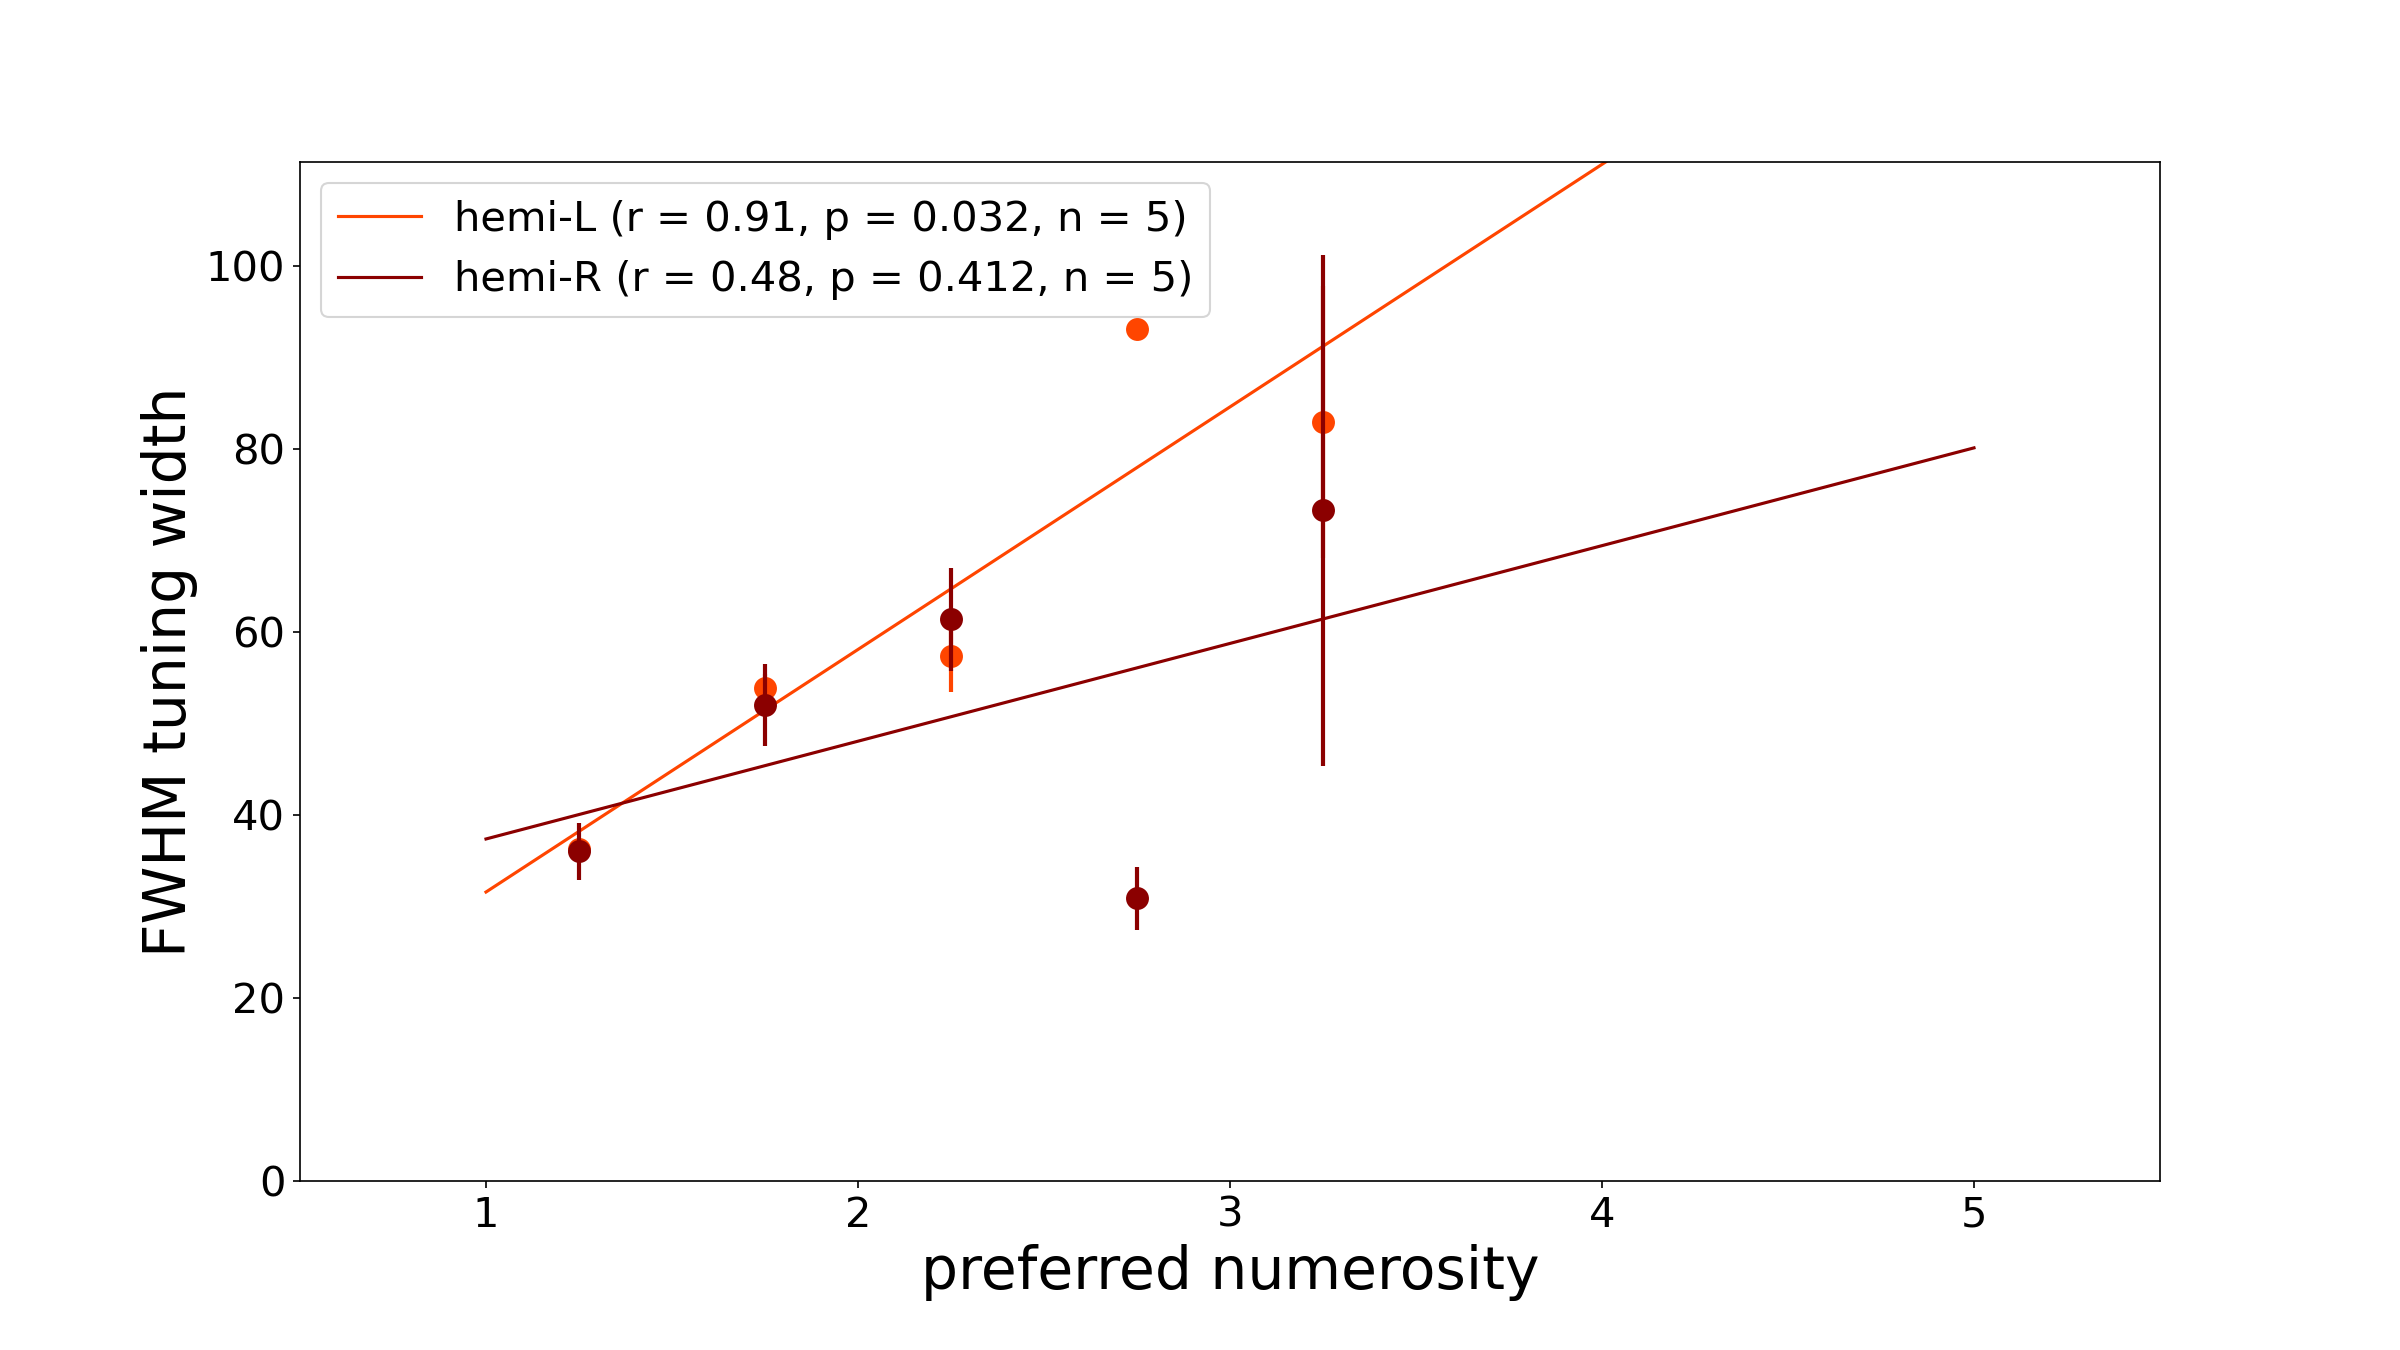 hemi-L (r = 0.91, p = 0.032, n = 5)
hemi-R (r = 0.48, p = 0.412, n = 5)
FWHM tuning width
100
80
60
40
20
0
1 2 3 4 5
preferred numerosity